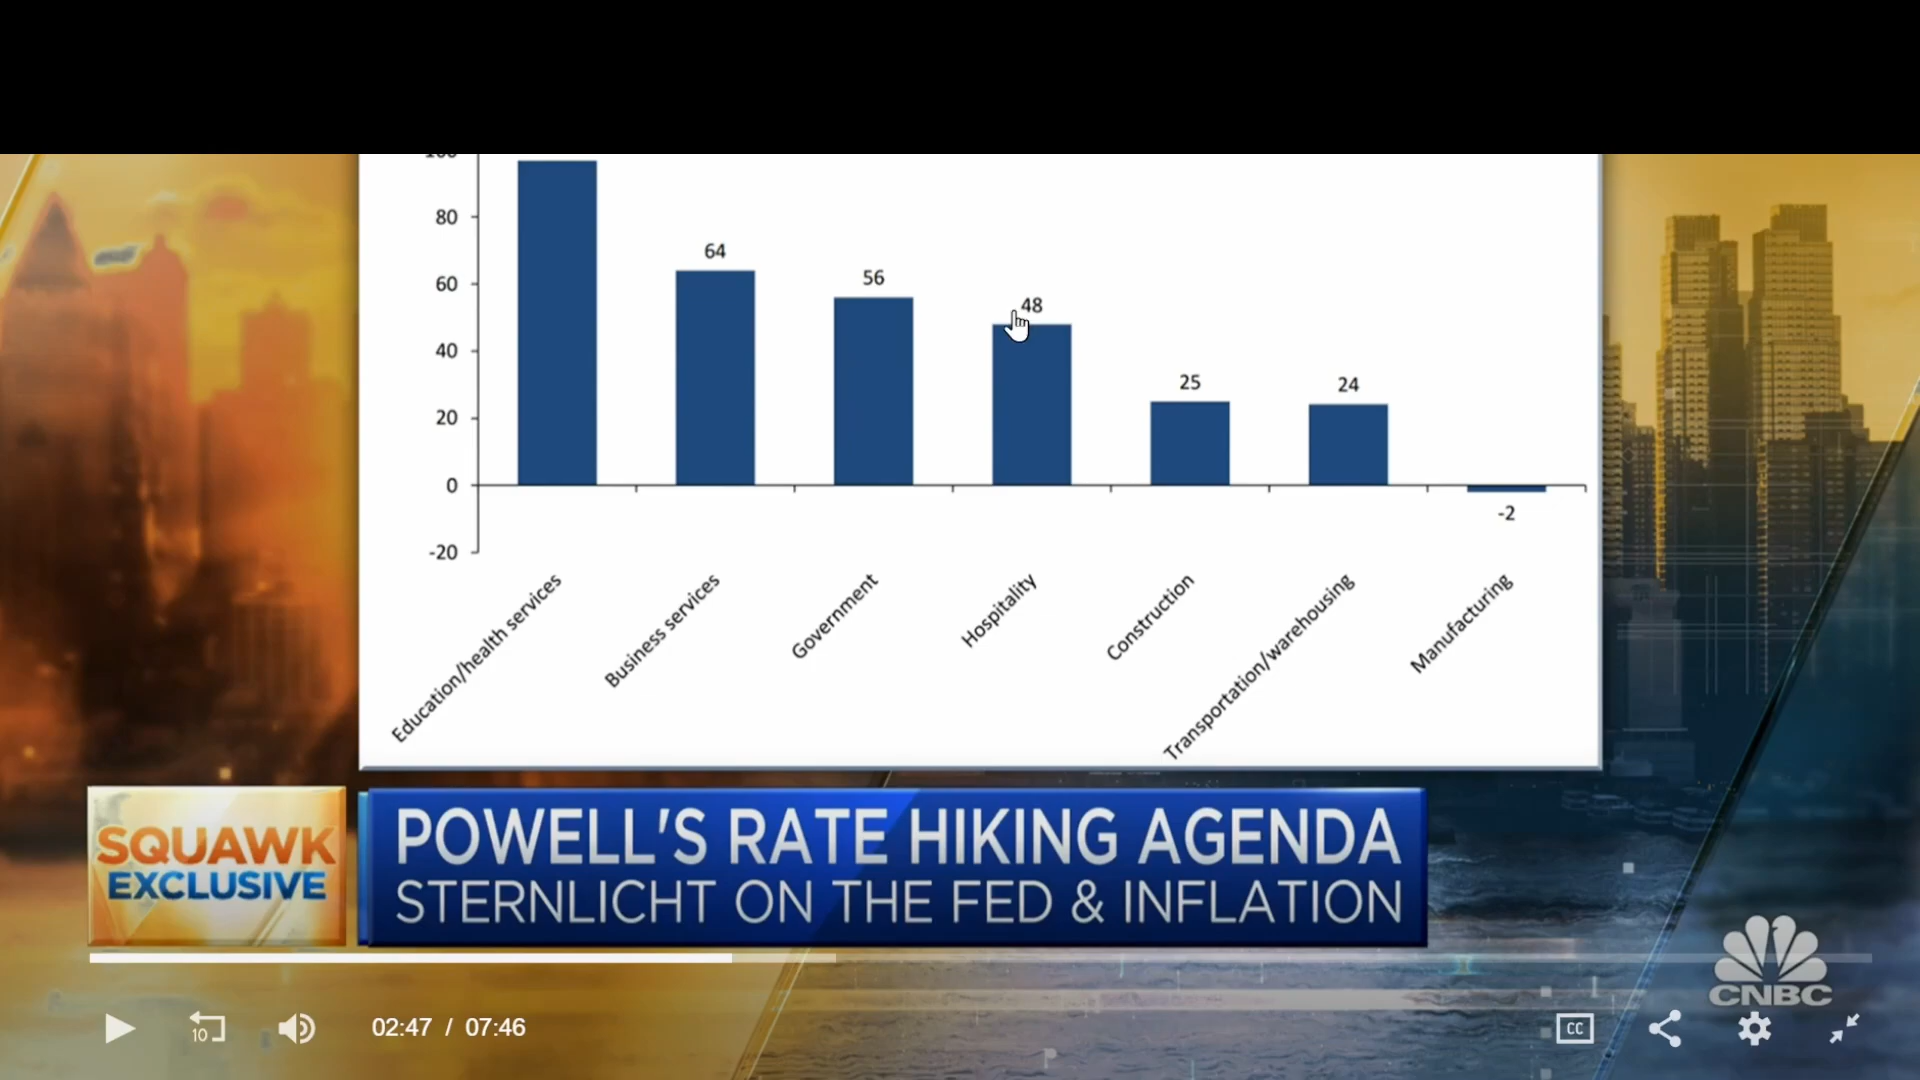 100
80
60
40
20
0
-20
64
56
48
25
24
-2
Education/health services
Business services
Government
Hospitality
Construction
Transportation/warehousing
Manufacturing
SQUAWK
EXCLUSIVE
POWELL'S RATE HIKING AGENDA
STERNLICHT ON THE FED & INFLATION
CNBC
10
02:47 / 07:46
CC